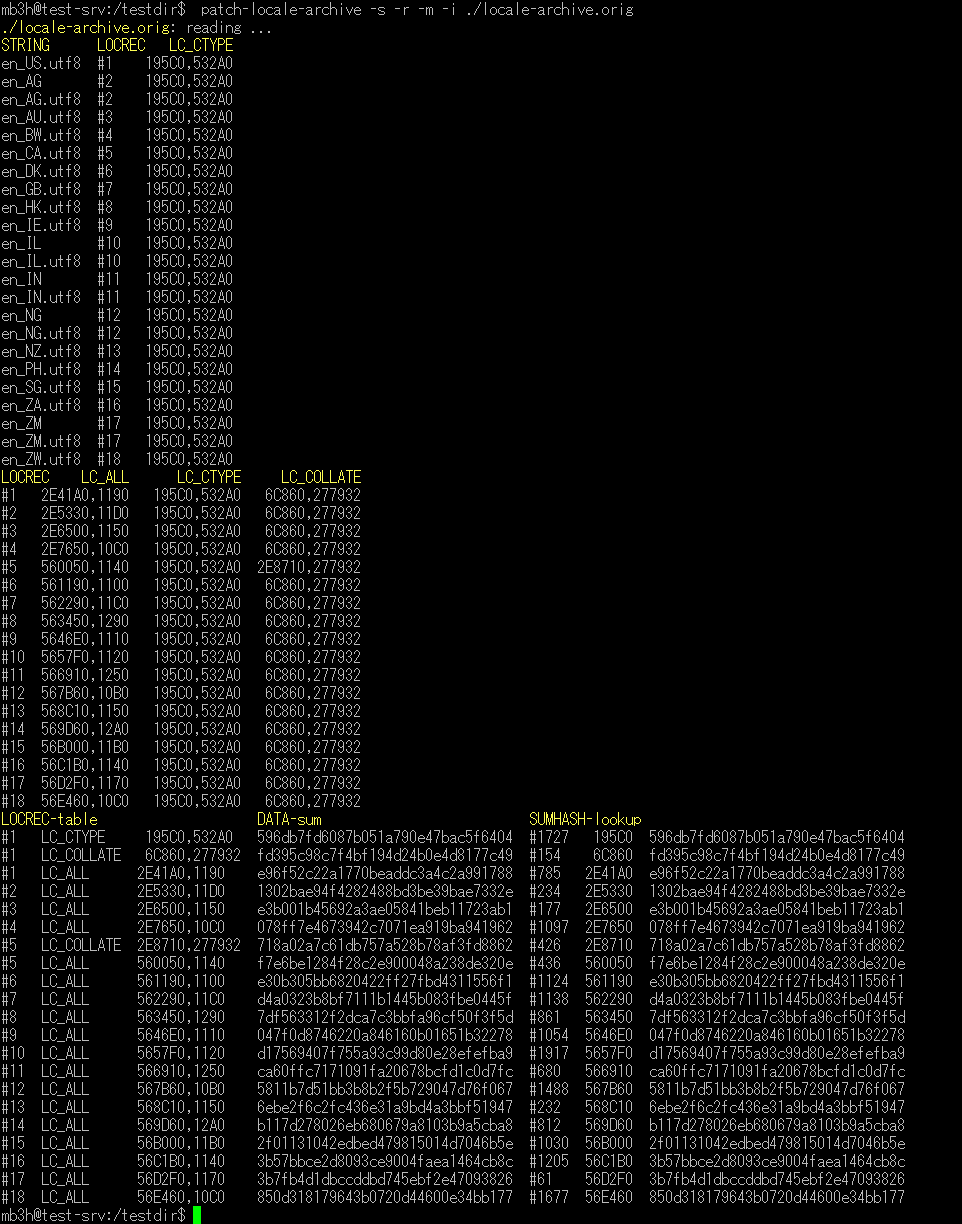 mb3h@test-srv:/testdir$  patch-locale-archive -s -r -m -i ./locale-archive.orig
./locale-archive.orig: reading ...
STRING      LOCREC   LC_CTYPE
en_US.utf8  #1    195C0,532A0
en_AG       #2    195C0,532A0
en_AG.utf8  #2    195C0,532A0
en_AU.utf8  #3    195C0,532A0
en_BW.utf8  #4    195C0,532A0
en_CA.utf8  #5    195C0,532A0
en_DK.utf8  #6    195C0,532A0
en_GB.utf8  #7    195C0,532A0
en_HK.utf8  #8    195C0,532A0
en_IE.utf8  #9    195C0,532A0
en_IL       #10   195C0,532A0
en_IL.utf8  #10   195C0,532A0
en_IN       #11   195C0,532A0
en_IN.utf8  #11   195C0,532A0
en_NG       #12   195C0,532A0
en_NG.utf8  #12   195C0,532A0
en_NZ.utf8  #13   195C0,532A0
en_PH.utf8  #14   195C0,532A0
en_SG.utf8  #15   195C0,532A0
en_ZA.utf8  #16   195C0,532A0
en_ZM       #17   195C0,532A0
en_ZM.utf8  #17   195C0,532A0
en_ZW.utf8  #18   195C0,532A0
LOCREC    LC_ALL      LC_CTYPE     LC_COLLATE
#1   2E41A0,1190   195C0,532A0   6C860,277932
#2   2E5330,11D0   195C0,532A0   6C860,277932
#3   2E6500,1150   195C0,532A0   6C860,277932
#4   2E7650,10C0   195C0,532A0   6C860,277932
#5   560050,1140   195C0,532A0  2E8710,277932
#6   561190,1100   195C0,532A0   6C860,277932
#7   562290,11C0   195C0,532A0   6C860,277932
#8   563450,1290   195C0,532A0   6C860,277932
#9   5646E0,1110   195C0,532A0   6C860,277932
#10  5657F0,1120   195C0,532A0   6C860,277932
#11  566910,1250   195C0,532A0   6C860,277932
#12  567B60,10B0   195C0,532A0   6C860,277932
#13  568C10,1150   195C0,532A0   6C860,277932
#14  569D60,12A0   195C0,532A0   6C860,277932
#15  56B000,11B0   195C0,532A0   6C860,277932
#16  56C1B0,1140   195C0,532A0   6C860,277932
#17  56D2F0,1170   195C0,532A0   6C860,277932
#18  56E460,10C0   195C0,532A0   6C860,277932
LOCREC-table                    DATA-sum                          SUMHASH-lookup
#1   LC_CTYPE     195C0,532A0   596db7fd6087b051a790e47bac5f6404  #1727  195C0  596db7fd6087b051a790e47bac5f6404
#1   LC_COLLATE  6C860,277932  fd395c98c7f4bf194d24b0e4d8177c49  #154    6C860  fd395c98c7f4bf194d24b0e4d8177c49
#1   LC_ALL      2E41A0,1190   e96f52c22a1770beaddc3a4c2a991788  #785   2E41A0  e96f52c22a1770beaddc3a4c2a991788
#2   LC_ALL      2E5330,11D0   1302bae94f4282488bd3be39bae7332e  #234   2E5330  1302bae94f4282488bd3be39bae7332e
#3   LC_ALL      2E6500,1150   e3b001b45692a3ae05841beb11723ab1  #177   2E6500  e3b001b45692a3ae05841beb11723ab1
#4   LC_ALL      2E7650,10C0   078ff7e4673942c7071ea919ba941962  #1097  2E7650  078ff7e4673942c7071ea919ba941962
#5   LC_COLLATE  2E8710,277932  718a02a7c61db757a528b78af3fd8862  #426   2E8710  718a02a7c61db757a528b78af3fd8862
#5   LC_ALL      560050,1140   f7e6be1284f28c2e900048a238de320e  #436   560050  f7e6be1284f28c2e900048a238de320e
#6   LC_ALL      561190,1100   e30b305bb6820422ff27fbd4311556f1  #1124  561190  e30b305bb6820422ff27fbd4311556f1
#7   LC_ALL      562290,11C0   d4a0323b8bf7111b1445b083fbe0445f  #1138  562290  d4a0323b8bf7111b1445b083fbe0445f
#8   LC_ALL      563450,1290   7df563312f2dca7c3bbfa96cf50f3f5d  #861   563450  7df563312f2dca7c3bbfa96cf50f3f5d
#9   LC_ALL      5646E0,1110   047f0d8746220a846160b01651b32278  #1054  5646E0  047f0d8746220a846160b01651b32278
#10  LC_ALL      5657F0,1120   d17569407f755a93c99d80e28efefba9  #1917  5657F0  d17569407f755a93c99d80e28efefba9
#11  LC_ALL      566910,1250   ca60ffc7171091fa20678bcfd1c0d7fc  #680   566910  ca60ffc7171091fa20678bcfd1c0d7fc
#12  LC_ALL      567B60,10B0   5811b7d51bb3b8f2f5b729047d76f067  #1488  567B60  5811b7d51bb3b8f2f5b729047d76f067
#13  LC_ALL      568C10,1150   6ebe2f6c2fc436e31a9bd4a3bbf51947  #232   568C10  6ebe2f6c2fc436e31a9bd4a3bbf51947
#14  LC_ALL      569D60,12A0   b117d278026eb680679a8103b9a5cba8  #812   569D60  b117d278026eb680679a8103b9a5cba8
#15  LC_ALL      56B000,11B0   2f01131042edbed479815014d7046b5e  #1030  56B000  2f01131042edbed479815014d7046b5e
#16  LC_ALL      56C1B0,1140   3b57bbce2d8093ce9004faea1464cb8c  #1205  56C1B0  3b57bbce2d8093ce9004faea1464cb8c
#17  LC_ALL      56D2F0,1170   3b7fb4d1dbccddbd745ebf2e47093826  #61    56D2F0  3b7fb4d1dbccddbd745ebf2e47093826
#18  LC_ALL      56E460,10C0   850d318179643b0720d44600e34bb177  #1677  56E460  850d318179643b0720d44600e34bb177
mb3h@test-srv:/testdir$